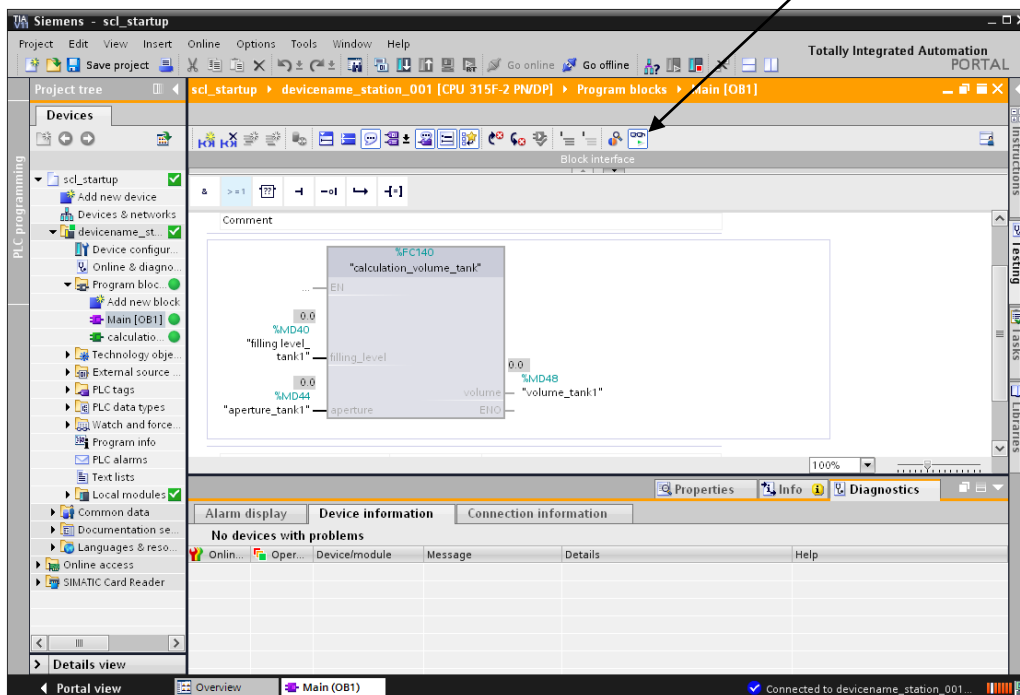 Siemens - scl_startup
Project Edit View Insert Online Options Tools Window Help
Totally Integrated Automation
PORTAL
Save project Go online Go offline
Project tree
scl_startup devicename_station_001 [CPU 315F-2 PN/DP] Program blocks Main [OB1]
Devices
Block interface
PLC programming
scl_startup
Add new device
Devices & networks
devicename_st...
Device configur...
Online & diagno...
Program bloc...
Add new block
Main [OB1]
calculatio...
Technology obje...
External source ...
PLC tags
PLC data types
Watch and force...
Program info
PLC alarms
Text lists
Local modules
Common data
Documentation se...
Languages & reso...
Online access
SIMATIC Card Reader
Details view
& >=1 ??
Comment
%FC140
"calculation_volume_tank"
... EN
0.0
%MD40
"filling level_
tank1" filling_level
0.0
%MD44
"aperture_tank1" aperture
0.0
%MD48
volume "volume_tank1"
ENO
100%
Instructions
Testing
Tasks
Libraries
Properties Info Diagnostics
Alarm display Device information Connection information
No devices with problems
Onlin... Oper... Device/module Message Details Help
Portal view Overview Main (OB1) Connected to devicename_station_001...